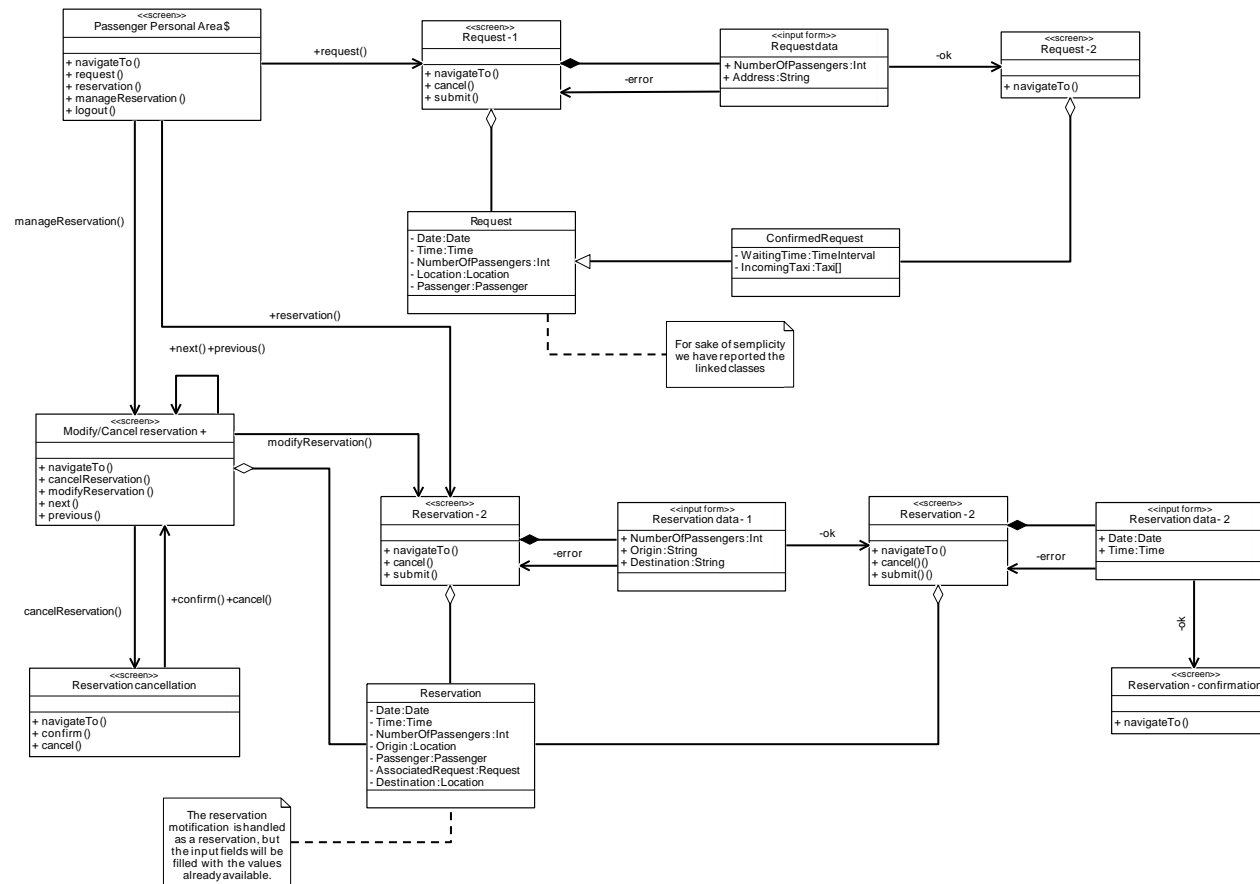 <<screen>>
Passenger Personal Area $
+ navigateTo()
+ request()
+ reservation()
+ manageReservation()
+ logout()
+request()
<<screen>>
Request - 1
+ navigateTo()
+ cancel()
+ submit()
-error
<<input form>>
Request data
+ NumberOfPassengers:Int
+ Address:String
-ok
<<screen>>
Request - 2
+ navigateTo()
manageReservation()
Request
- Date:Date
- Time:Time
- NumberOfPassengers:Int
- Location:Location
- Passenger:Passenger
ConfirmedRequest
- WaitingTime:TimeInterval
- IncomingTaxi:Taxi[]
+reservation()
+next() +previous()
For sake of semplicity
we have reported the
linked classes
<<screen>>
Modify/Cancel reservation +
+ navigateTo()
+ cancelReservation()
+ modifyReservation()
+ next()
+ previous()
modifyReservation()
<<screen>>
Reservation - 2
+ navigateTo()
+ cancel()
+ submit()
-error
<<input form>>
Reservation data - 1
+ NumberOfPassengers:Int
+ Origin:String
+ Destination:String
-ok
<<screen>>
Reservation - 2
+ navigateTo()
+ cancel()()
+ submit()()
-error
<<input form>>
Reservation data - 2
+ Date:Date
+ Time:Time
-ok
cancelReservation()
+confirm() +cancel()
<<screen>>
Reservation cancellation
+ navigateTo()
+ confirm()
+ cancel()
Reservation
- Date:Date
- Time:Time
- NumberOfPassengers:Int
- Origin:Location
- Passenger:Passenger
- AssociatedRequest:Request
- Destination:Location
<<screen>>
Reservation - confirmation
+ navigateTo()
The reservation
motification is handled
as a reservation, but
the input fields will be
filled with the values
already available.